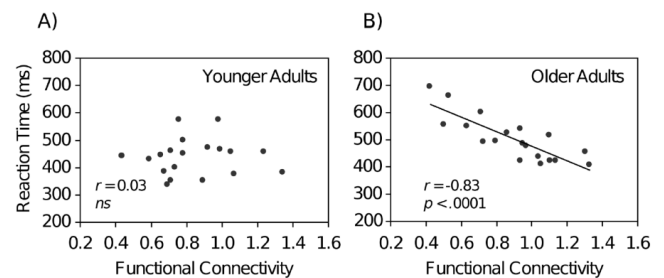 A)
Younger Adults
Reaction Time (ms)
800
700
600
500
400
300
200
r = 0.03
ns
0.2 0.4 0.6 0.8 1.0 1.2 1.4 1.6
Functional Connectivity
B)
Older Adults
800
700
600
500
400
300
200
r = -0.83
p <.0001
0.2 0.4 0.6 0.8 1.0 1.2 1.4 1.6
Functional Connectivity